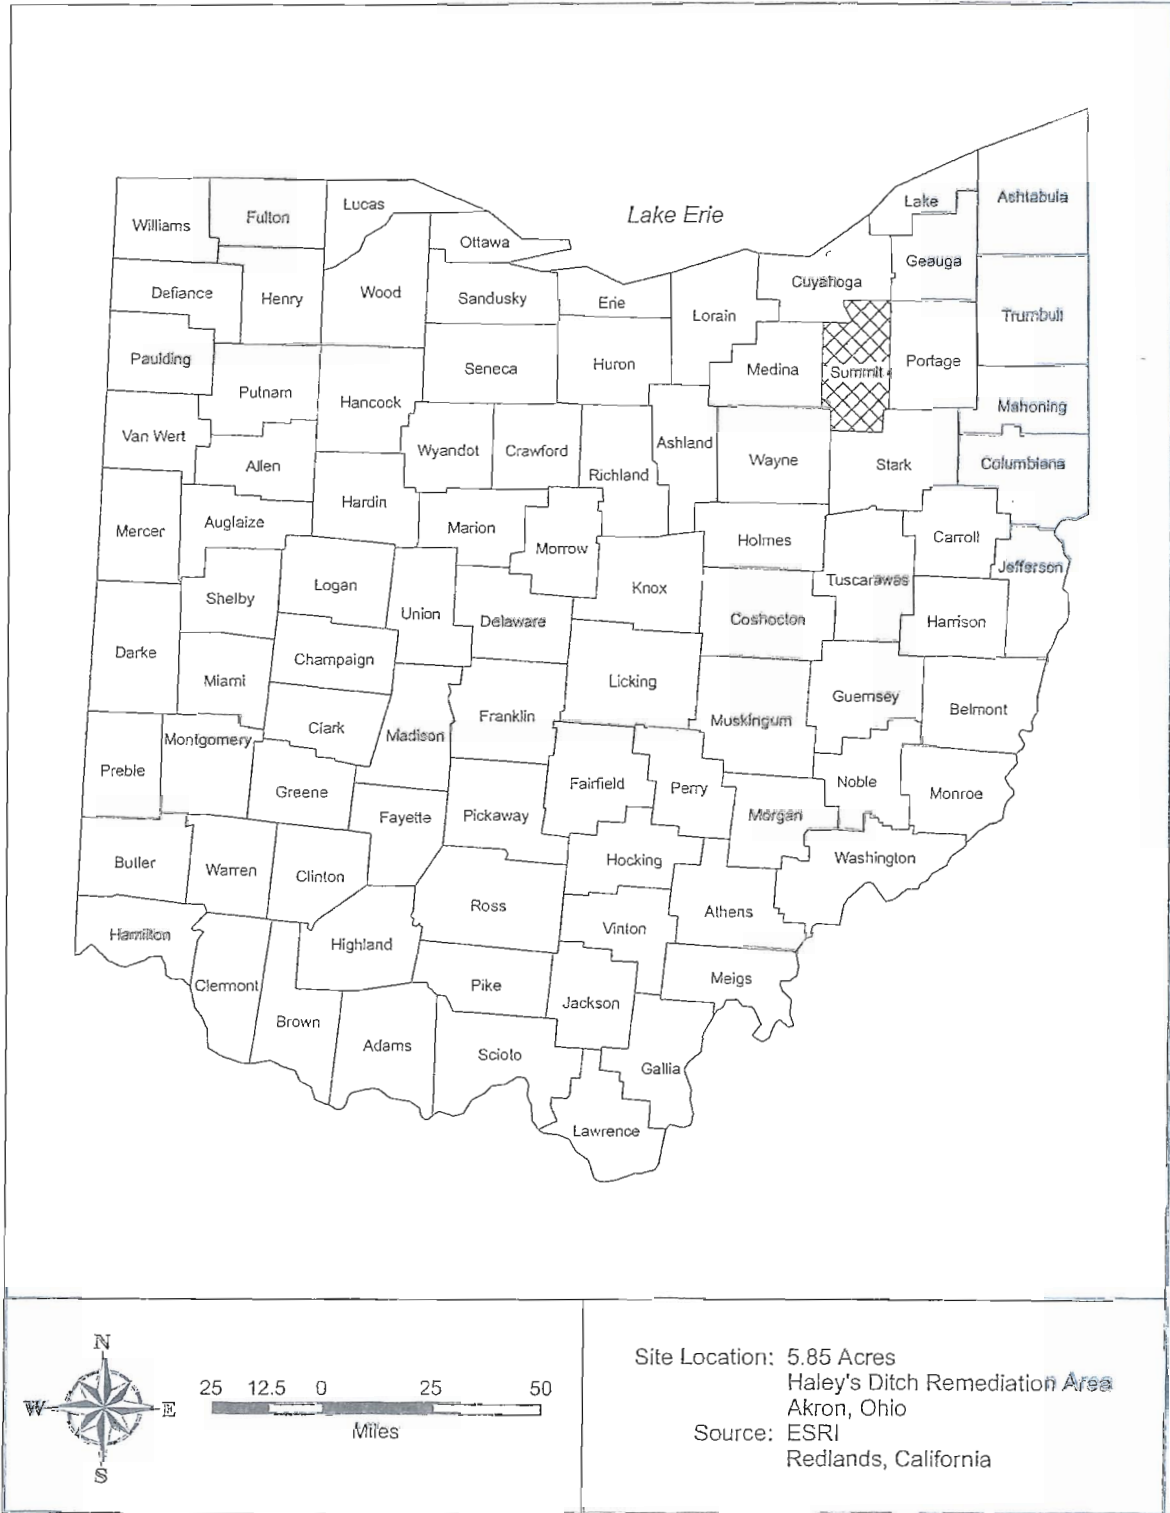 Lake Erie
Williams
Fulton
Lucas
Ottawa
Lake
Ashtabula
Defiance
Henry
Wood
Sandusky
Erie
Lorain
Cuyahoga
Geauga
Trumbull
Paulding
Putnam
Hancock
Seneca
Huron
Medina
Summit
Portage
Mahoning
Van Wert
Allen
Wyandot
Crawford
Richland
Ashland
Wayne
Stark
Columbiana
Mercer
Auglaize
Hardin
Marion
Morrow
Holmes
Carroll
Jefferson
Tuscarawas
Shelby
Logan
Union
Delaware
Knox
Coshocton
Harrison
Darke
Miami
Champaign
Licking
Guernsey
Belmont
Clark
Madison
Franklin
Muskingum
Preble
Montgomery
Greene
Fayette
Pickaway
Fairfield
Perry
Morgan
Noble
Monroe
Butler
Warren
Clinton
Ross
Hocking
Washington
Athens
Vinton
Hamilton
Highland
Clermont
Pike
Jackson
Meigs
Brown
Adams
Scioto
Gallia
Lawrence
N
W
E
S
25 12.5 0 25 50
Miles
Site Location: 5.85 Acres
Haley's Ditch Remediation Area
Akron, Ohio
Source: ESRI
Redlands, California